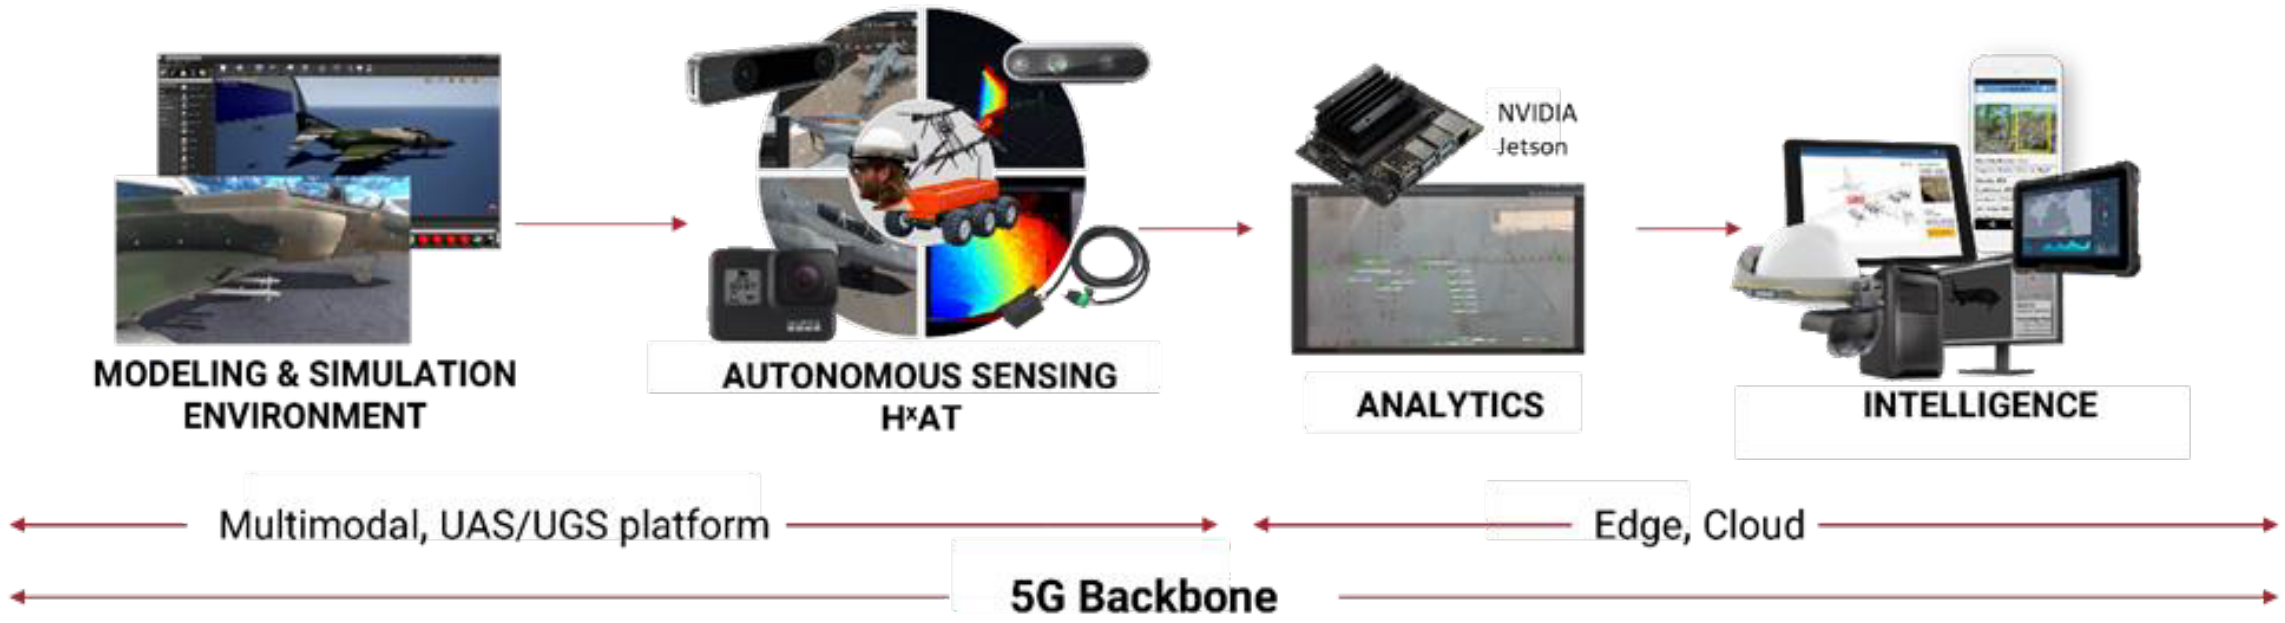 NVIDIA
Jetson
MODELING & SIMULATION
ENVIRONMENT
AUTONOMOUS SENSING
HˣAT
ANALYTICS
INTELLIGENCE
Multimodal, UAS/UGS platform
Edge, Cloud
5G Backbone